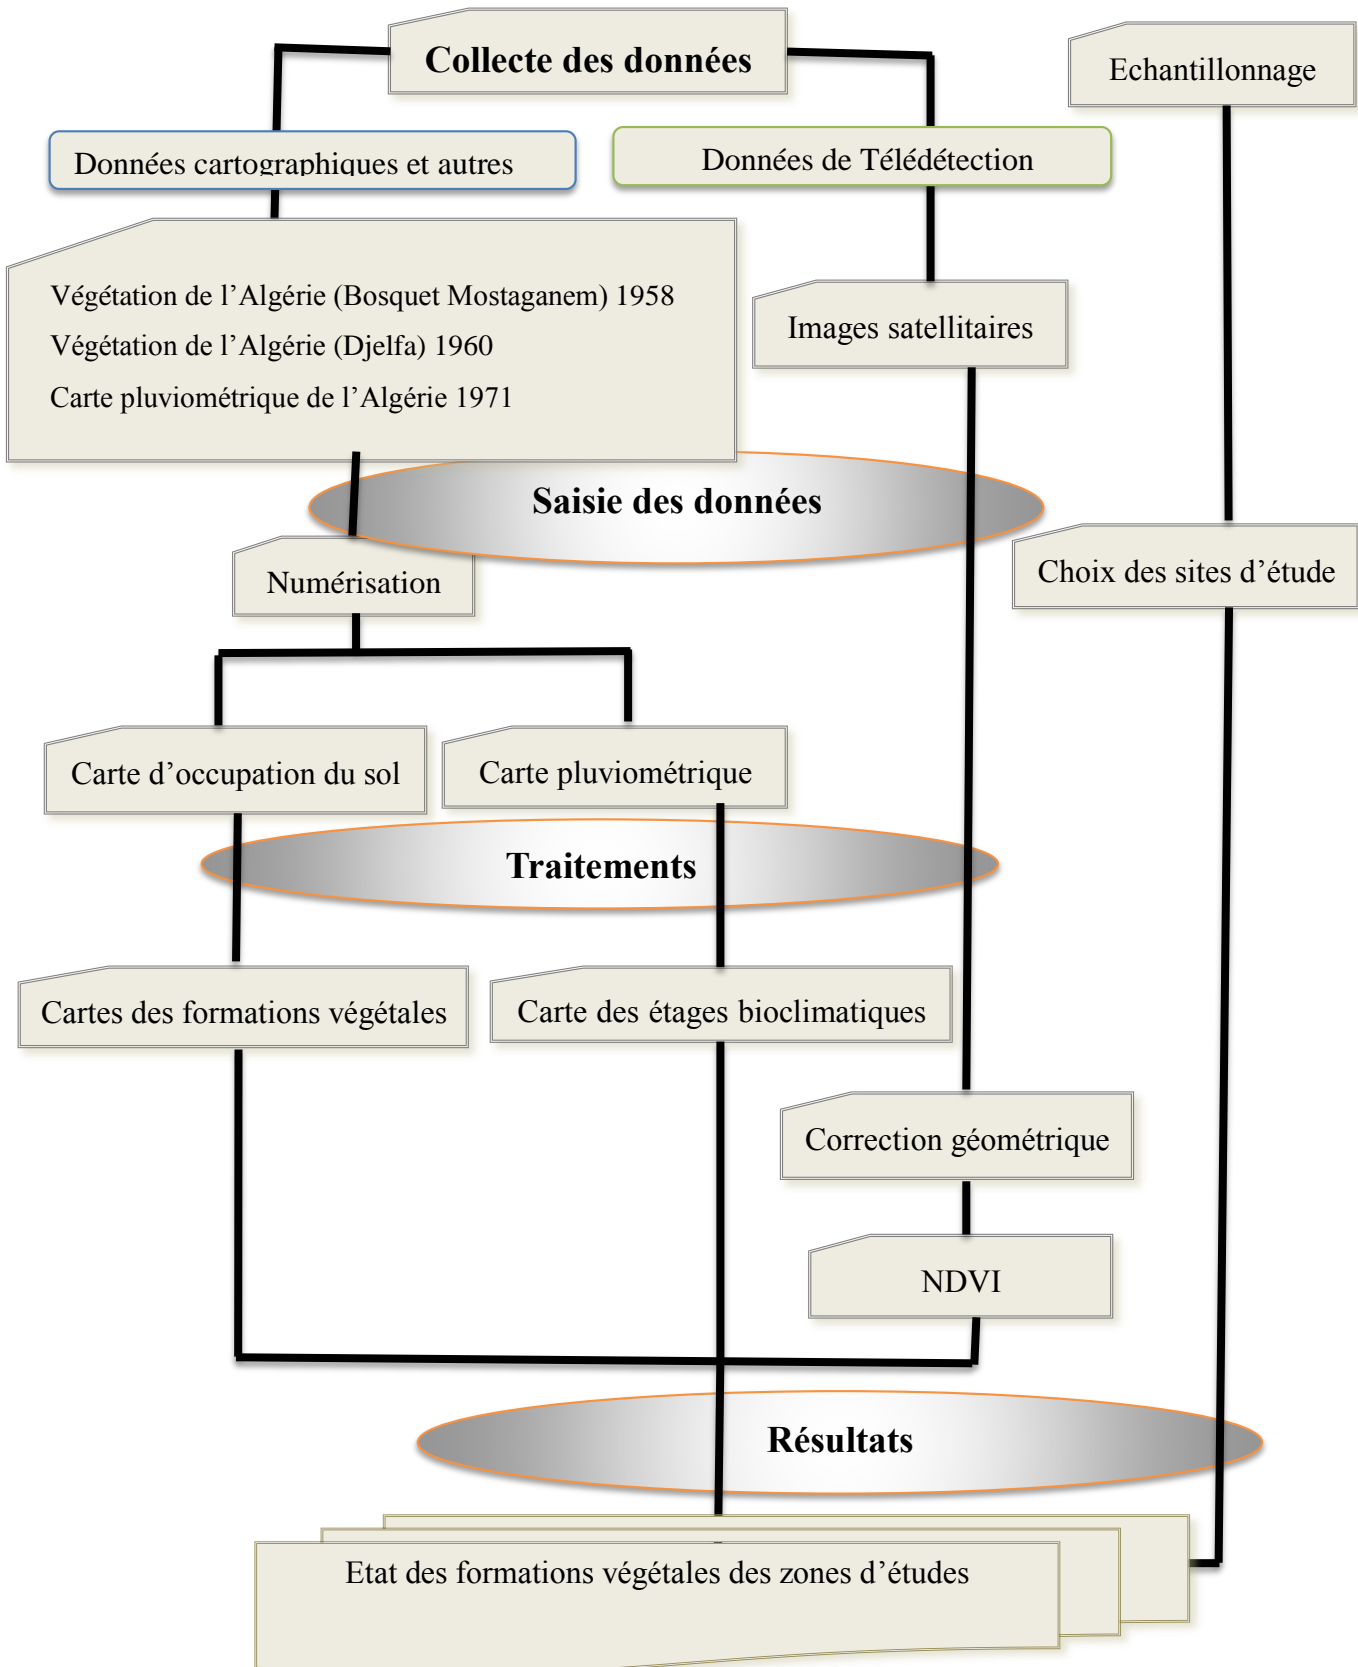 Collecte des données
Echantillonnage
Données cartographiques et autres
Données de Télédétection
Végétation de l’Algérie (Bosquet Mostaganem) 1958
Végétation de l’Algérie (Djelfa) 1960
Carte pluviométrique de l’Algérie 1971
Images satellitaires
Saisie des données
Numérisation
Choix des sites d’étude
Carte d’occupation du sol
Carte pluviométrique
Traitements
Cartes des formations végétales
Carte des étages bioclimatiques
Correction géométrique
NDVI
Résultats
Etat des formations végétales des zones d’études